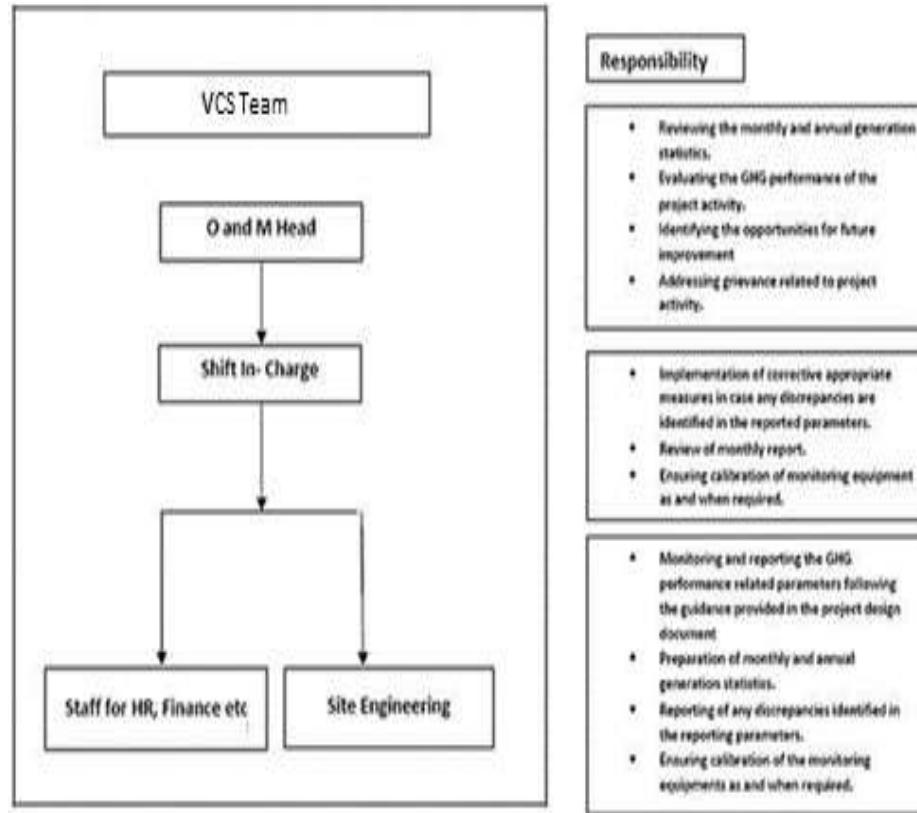 VCS Team
O and M Head
Shift In- Charge
Staff for HR, Finance etc
Site Engineering
Responsibility
• Reviewing the monthly and annual generation
statistics.
• Evaluating the GHG performance of the
project activity.
• Identifying the opportunities for future
improvement
• Addressing grievance related to project
activity.
• Implementation of corrective appropriate
measures in case any discrepancies are
identified in the reported parameters.
• Review of monthly report.
• Ensuring calibration of monitoring equipment
as and when required.
• Monitoring and reporting the GHG
performance related parameters following
the guidance provided in the project design
document
• Preparation of monthly and annual
generation statistics.
• Reporting of any discrepancies identified in
the reporting parameters.
• Ensuring calibration of the monitoring
equipments as and when required.